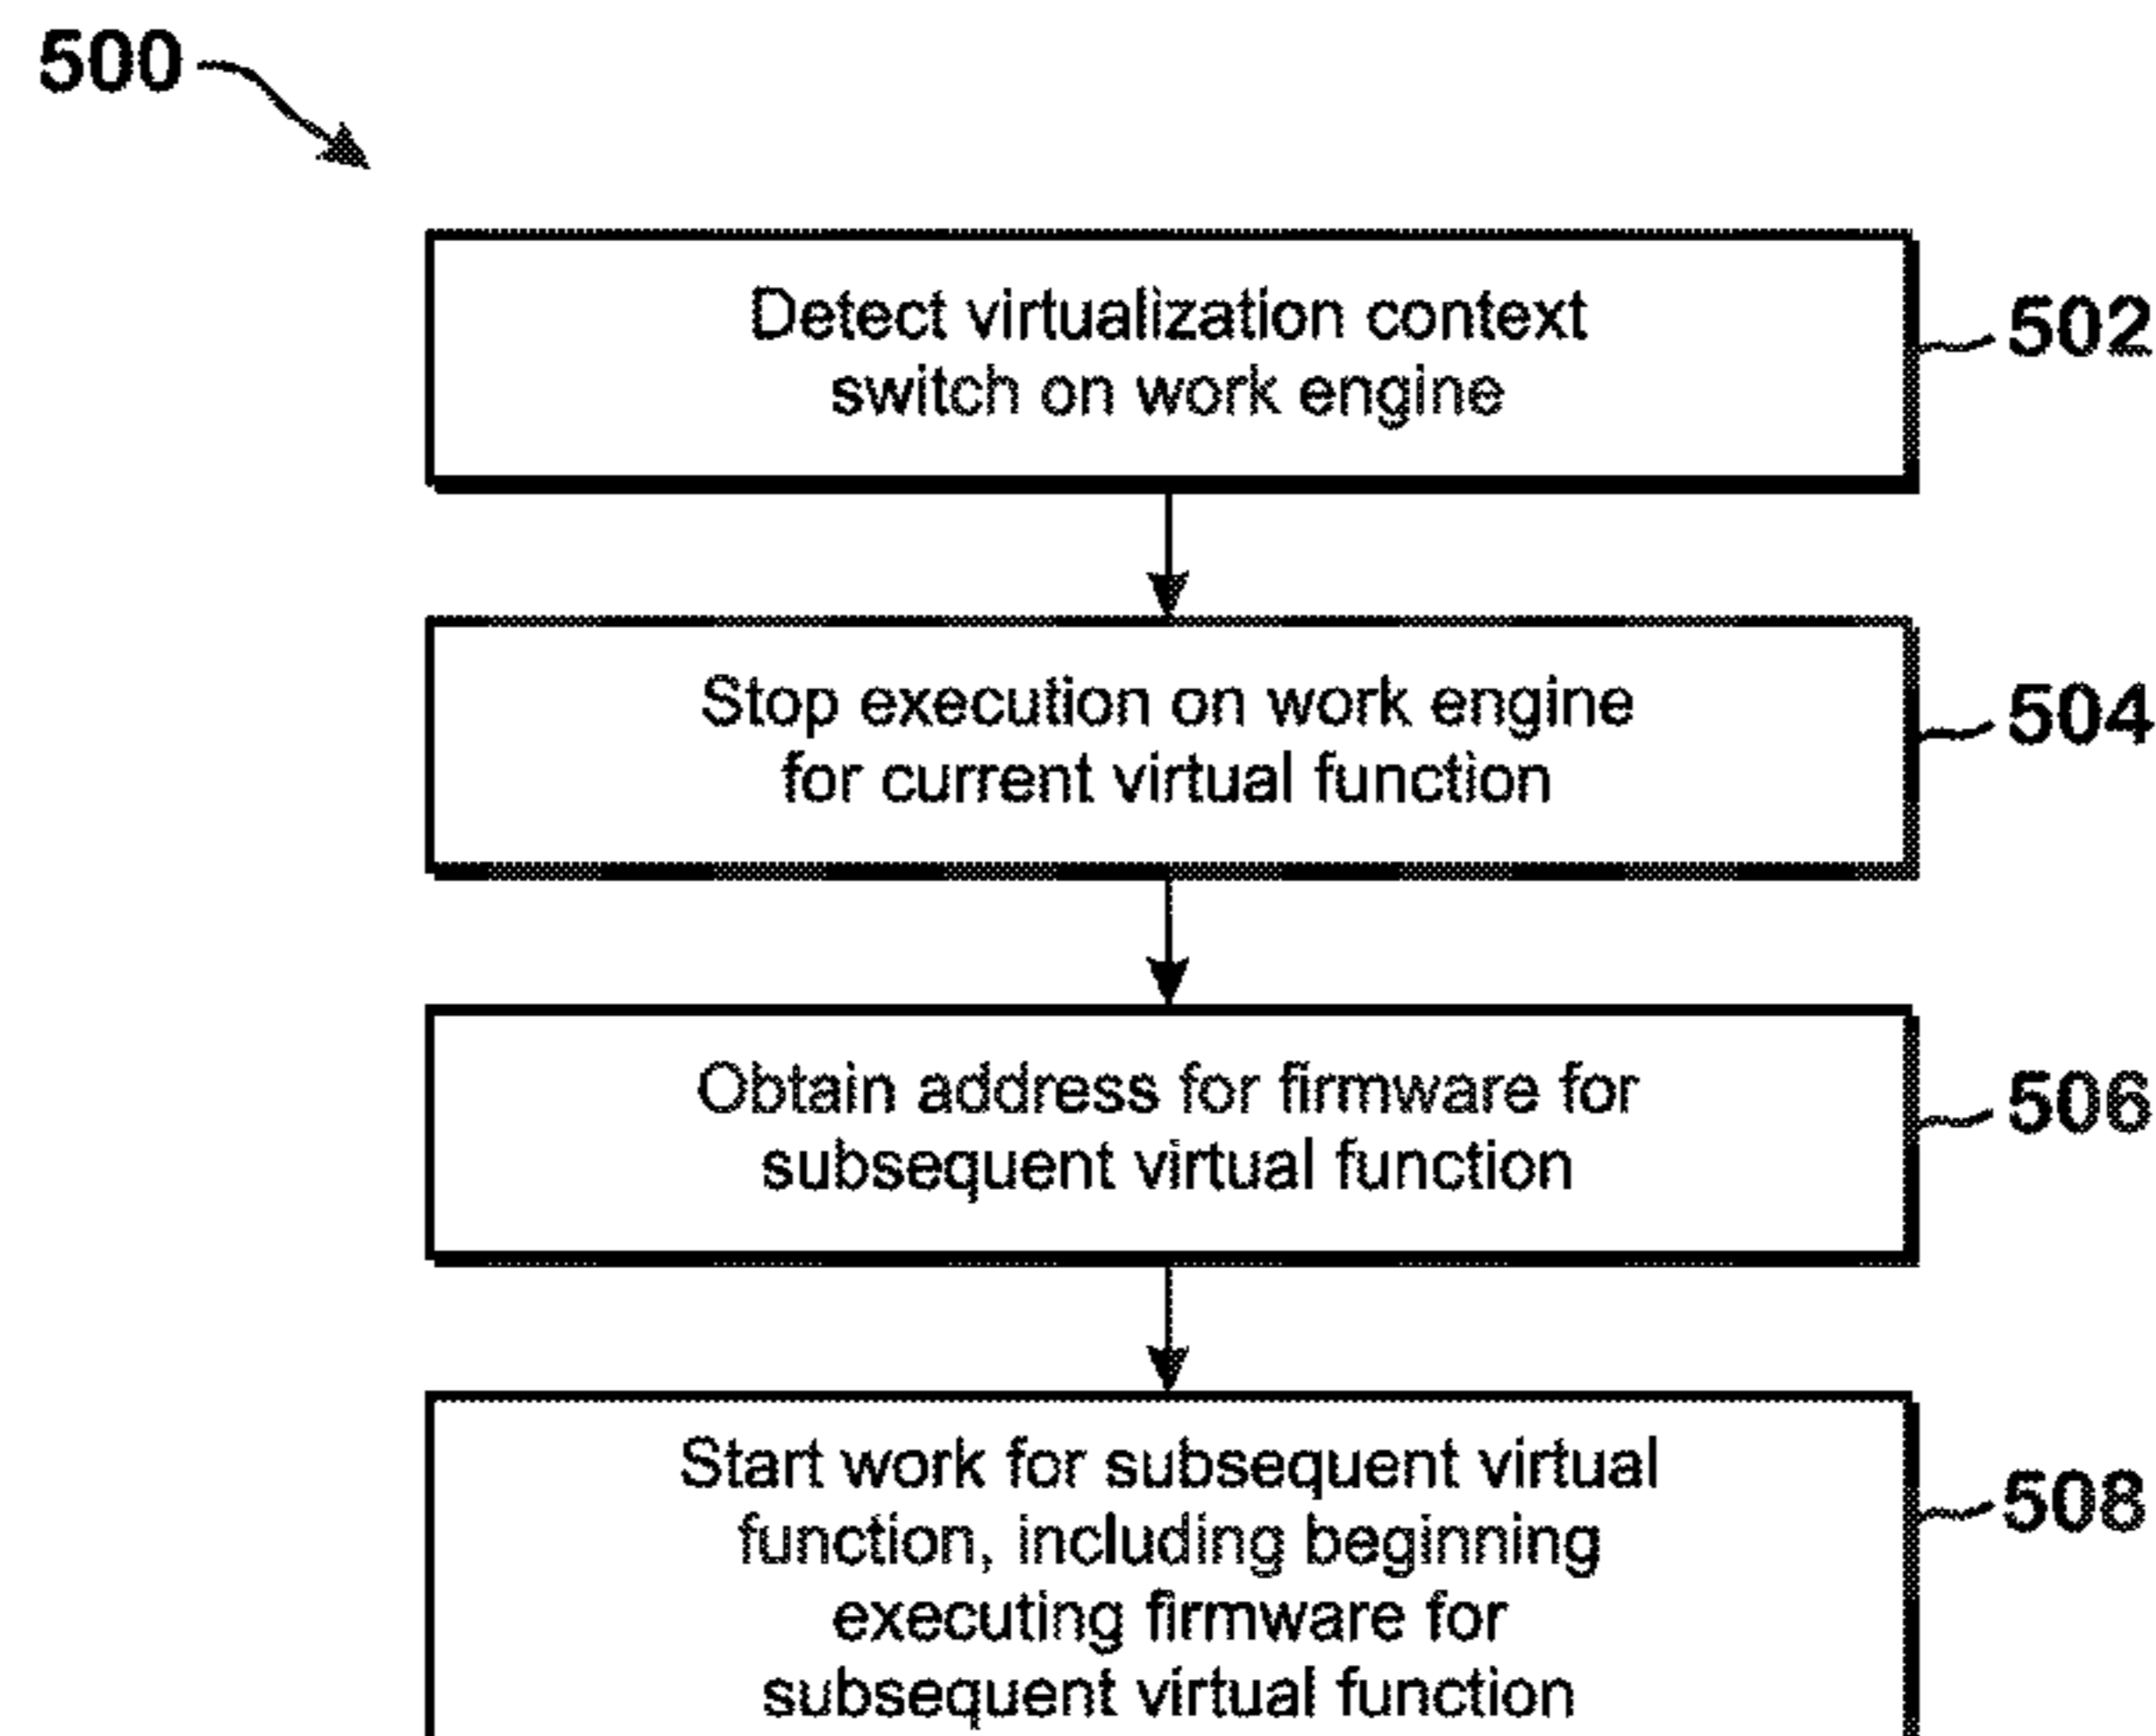 500
Detect virtualization context
switch on work engine
502
Stop execution on work engine
for current virtual function
504
Obtain address for firmware for
subsequent virtual function
506
Start work for subsequent virtual
function, including beginning
executing firmware for
subsequent virtual function
508